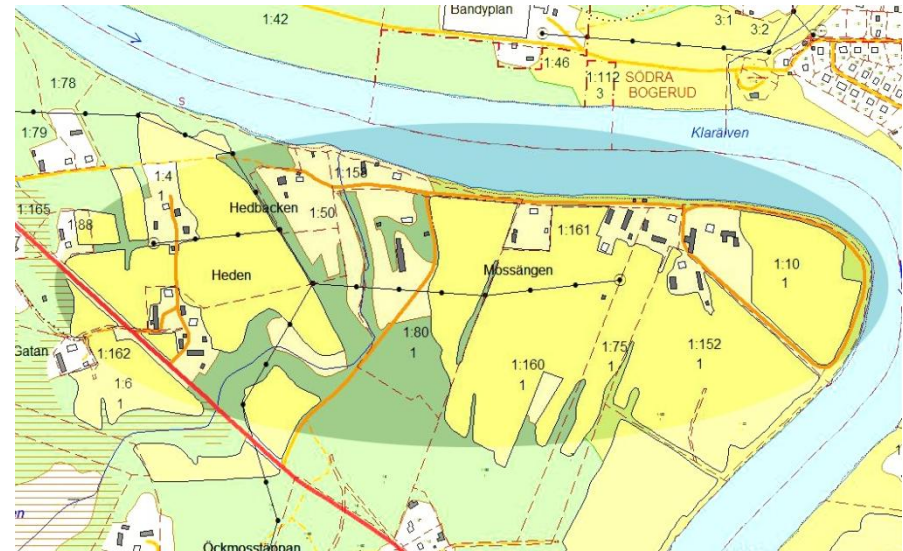 1:42
Bandyplan
3:1
3:2
1:46
1:112
3
SÖDRA
BOGERUD
1:78
S
1:79
Klarälven
1:4
1
1:50
Hedbacken
1:165
1:88
1:161
Heden
Mossängen
1:10
1
Gatan
1:162
1:6
1
1:80
1
1:160
1
1:75
1
1:152
1
Öckmosstäppan